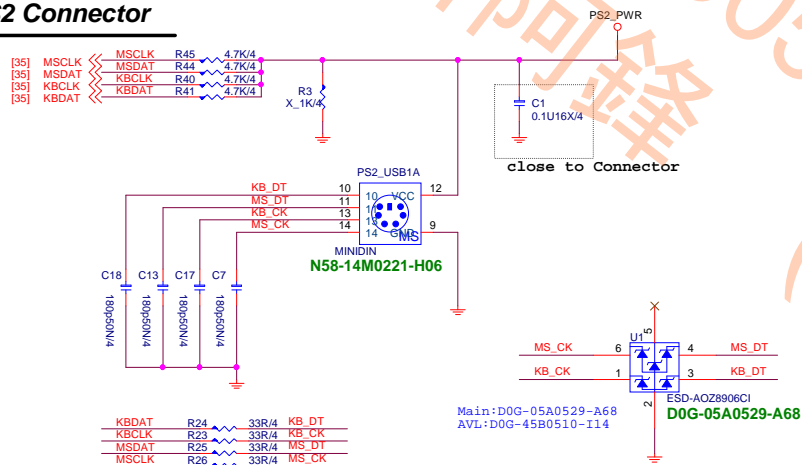 2 Connector
PS2_PWR
[35] MSCLK MSCLK R45 4.7K/4
[35] MSDAT MSDAT R44 4.7K/4
[35] KBCLK KBCLK R40 4.7K/4
[35] KBDAT KBDAT R41 4.7K/4
R3
X_1K/4
C1
0.1U16X/4
close to Connector
PS2_USB1A
KB_DT 10 10 VCC 12
MS_DT 11 11
KB_CK 13 13
MS_CK 14 14 GND 9
MS
MINIDIN
N58-14M0221-H06
C18 C13 C17 C7
180p50N/4 180p50N/4 180p50N/4 180p50N/4
U1 5
MS_CK 6 4 MS_DT
KB_CK 1 3 KB_DT
2
ESD-AOZ8906CI
D0G-05A0529-A68
Main:D0G-05A0529-A68
AVL:D0G-45B0510-I14
KBDAT R24 33R/4 KB_DT
KBCLK R23 33R/4 KB_CK
MSDAT R25 33R/4 MS_DT
MSCLK R26 33R/4 MS_CK
阿鋒